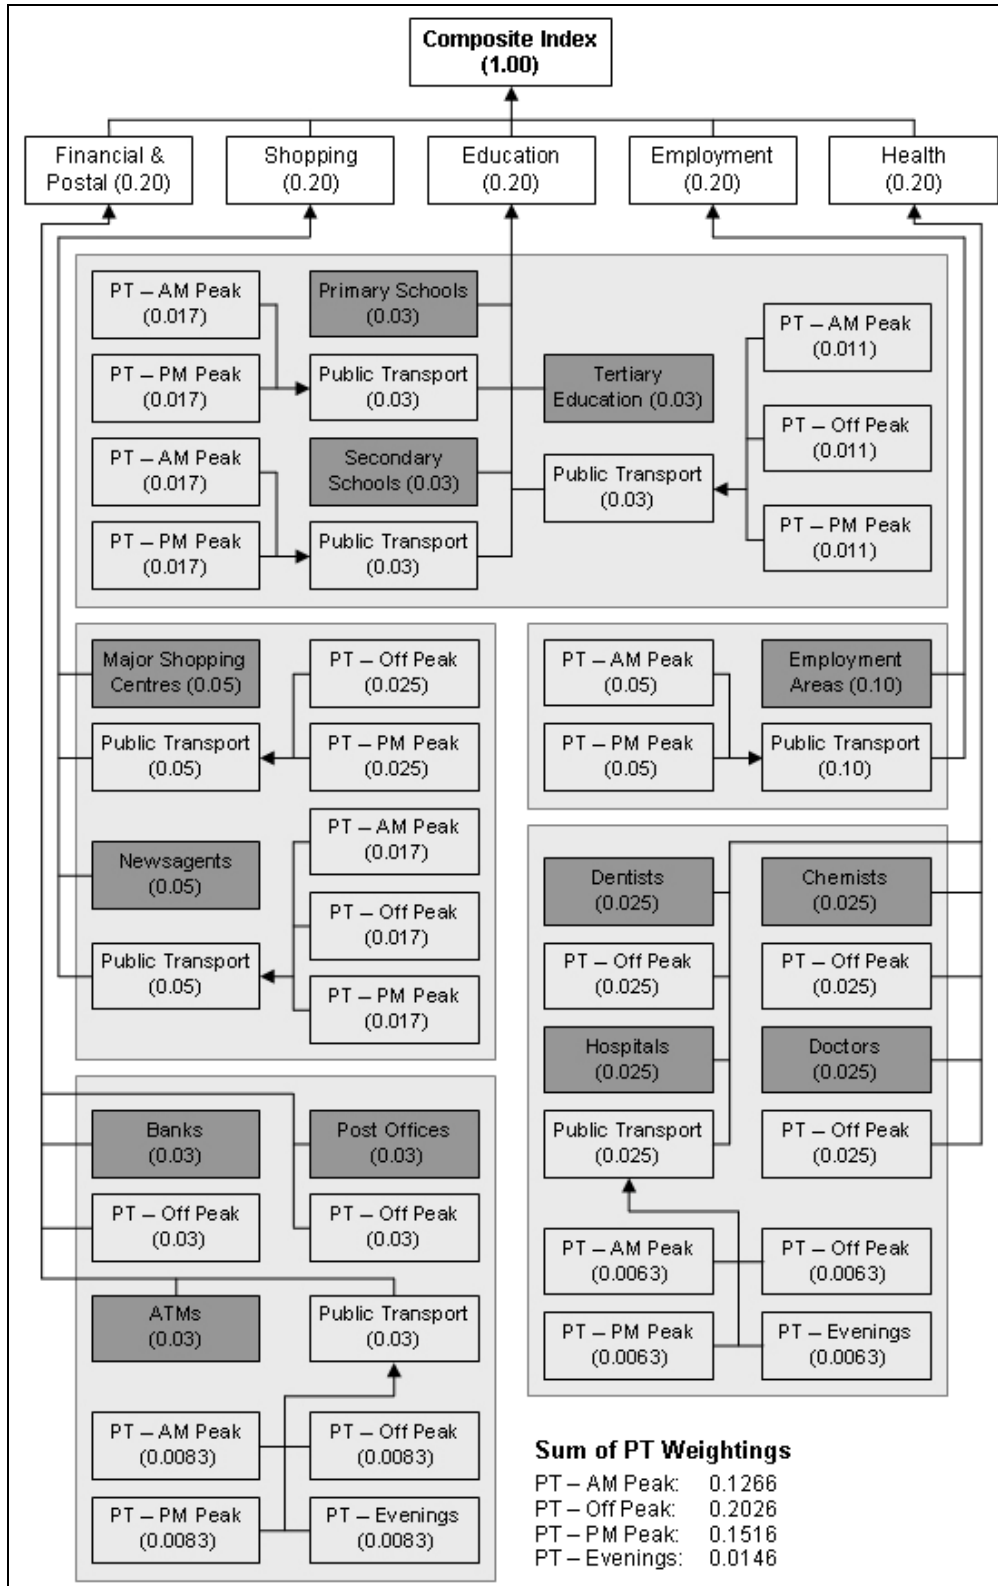 Composite Index
(1.00)
Financial &
Postal (0.20)
Shopping
(0.20)
Education
(0.20)
Employment
(0.20)
Health
(0.20)
PT – AM Peak
(0.017)
PT – PM Peak
(0.017)
PT – AM Peak
(0.017)
PT – PM Peak
(0.017)
Primary Schools
(0.03)
Public Transport
(0.03)
Secondary
Schools (0.03)
Public Transport
(0.03)
Tertiary
Education (0.03)
Public Transport
(0.03)
PT – AM Peak
(0.011)
PT – Off Peak
(0.011)
PT – PM Peak
(0.011)
Major Shopping
Centres (0.05)
Public Transport
(0.05)
Newsagents
(0.05)
Public Transport
(0.05)
PT – Off Peak
(0.025)
PT – PM Peak
(0.025)
PT – AM Peak
(0.017)
PT – Off Peak
(0.017)
PT – PM Peak
(0.017)
PT – AM Peak
(0.05)
PT – PM Peak
(0.05)
Employment
Areas (0.10)
Public Transport
(0.10)
Dentists
(0.025)
PT – Off Peak
(0.025)
Hospitals
(0.025)
Public Transport
(0.025)
Chemists
(0.025)
PT – Off Peak
(0.025)
Doctors
(0.025)
PT – Off Peak
(0.025)
PT – AM Peak
(0.0063)
PT – Off Peak
(0.0063)
PT – PM Peak
(0.0063)
PT – Evenings
(0.0063)
Banks
(0.03)
Post Offices
(0.03)
PT – Off Peak
(0.03)
PT – Off Peak
(0.03)
ATMs
(0.03)
Public Transport
(0.03)
PT – AM Peak
(0.0083)
PT – Off Peak
(0.0083)
PT – PM Peak
(0.0083)
PT – Evenings
(0.0083)
Sum of PT Weightings
PT – AM Peak: 0.1266
PT – Off Peak: 0.2026
PT – PM Peak: 0.1516
PT – Evenings: 0.0146